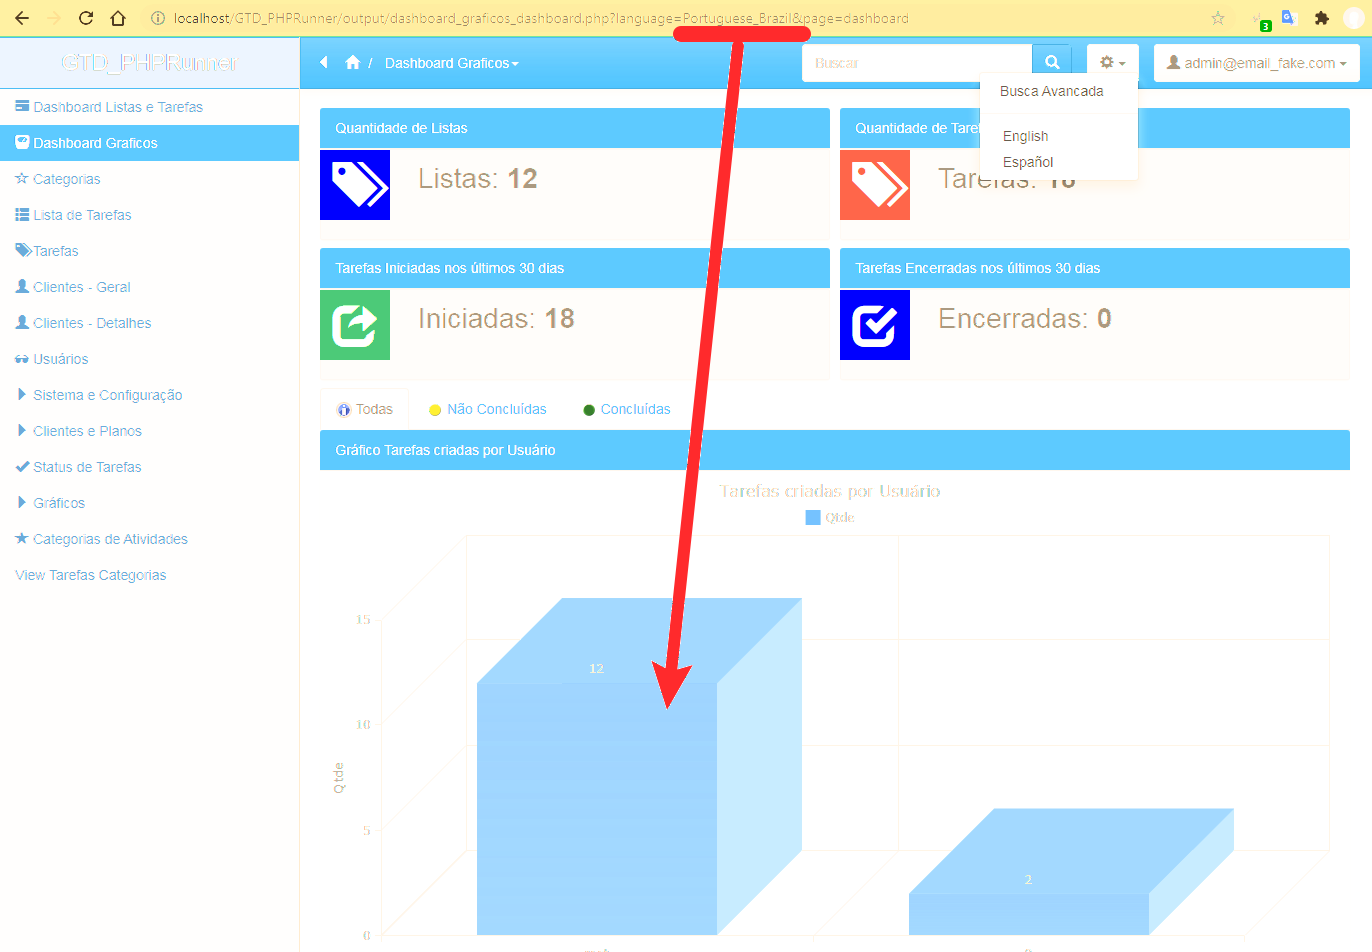 localhost/GTD_PHPRunner/output/dashboard_graficos_dashboard.php?language=Portuguese_Brazil&page=dashboard
3
GTD_PHPRunner
/ Dashboard Graficos
Buscar
admin@email_fake.com
Busca Avancada
English
Español
Dashboard Listas e Tarefas
Dashboard Graficos
Categorias
Lista de Tarefas
Tarefas
Clientes - Geral
Clientes - Detalhes
Usuários
Sistema e Configuração
Clientes e Planos
Status de Tarefas
Gráficos
Categorias de Atividades
View Tarefas Categorias
Quantidade de Listas
Listas: 12
Quantidade de
Tarefas:
Tarefas Iniciadas nos últimos 30 dias
Iniciadas: 18
Tarefas Encerradas nos últimos 30 dias
Encerradas: 0
Todas
Não Concluídas
Concluídas
Gráfico Tarefas criadas por Usuário
Tarefas criadas por Usuário
Qtde
15
10
5
0
Qtde
12
2